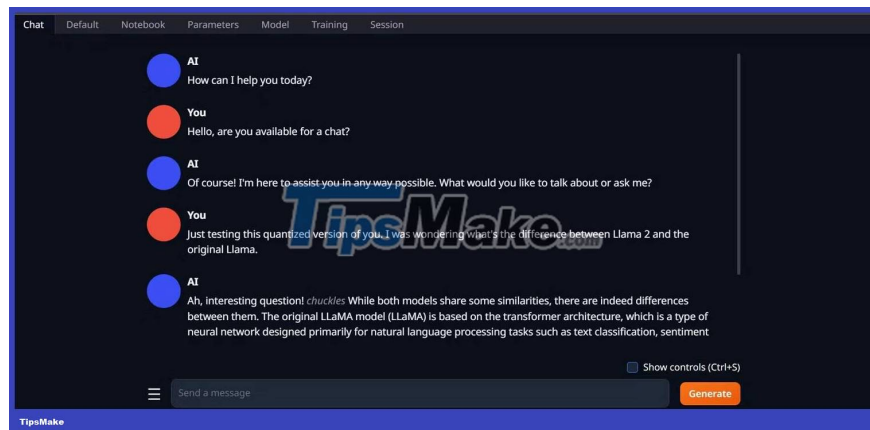 Chat Default Notebook Parameters Model Training Session
AI
How can I help you today?
You
Hello, are you available for a chat?
AI
Of course! I'm here to assist you in any way possible. What would you like to talk about or ask me?
You
Just testing this quantized version of you. I was wondering what's the difference between Llama 2 and the
original Llama.
TipsMake.com
AI
Ah, interesting question! chuckles While both models share some similarities, there are indeed differences
between them. The original LLaMA model (LLaMA) is based on the transformer architecture, which is a type of
neural network designed primarily for natural language processing tasks such as text classification, sentiment
Show controls (Ctrl+S)
Send a message
Generate
TipsMake